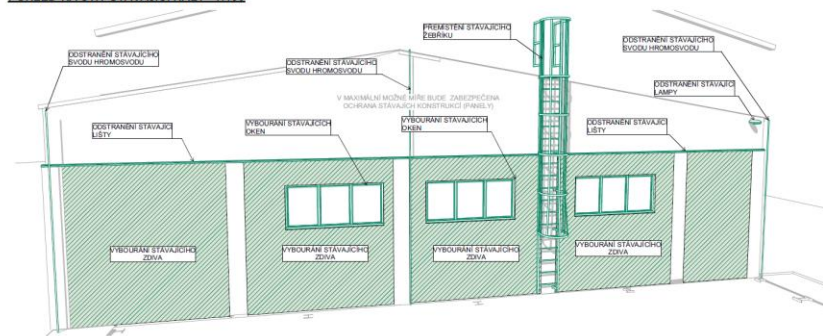 PŘEMÍSTĚNÍ STÁVAJÍCÍHO
ŽEBŘÍKU
ODSTRANĚNÍ STÁVAJÍCÍHO
SVODU HROMOSVODU
ODSTRANĚNÍ STÁVAJÍCÍHO
SVODU HROMOSVODU
ODSTRANĚNÍ STÁVAJÍCÍHO
SVODU HROMOSVODU
ODSTRANĚNÍ STÁVAJÍCÍ
LAMPY
V MAXIMÁLNÍ MOŽNÉ MÍŘE BUDE ZABEZPEČENA
OCHRANA STÁVAJÍCH KONSTRUKCÍ (PANELY)
ODSTRANĚNÍ STÁVAJÍCÍ
LIŠTY
VYBOURÁNÍ STÁVAJÍCÍCH
OKEN
VYBOURÁNÍ STÁVAJÍCÍCH
OKEN
ODSTRANĚNÍ STÁVAJÍCÍ
LIŠTY
VYBOURÁNÍ STÁVAJÍCÍHO
ZDIVA
VYBOURÁNÍ STÁVAJÍCÍHO
ZDIVA
VYBOURÁNÍ STÁVAJÍCÍHO
ZDIVA
VYBOURÁNÍ STÁVAJÍCÍHO
ZDIVA